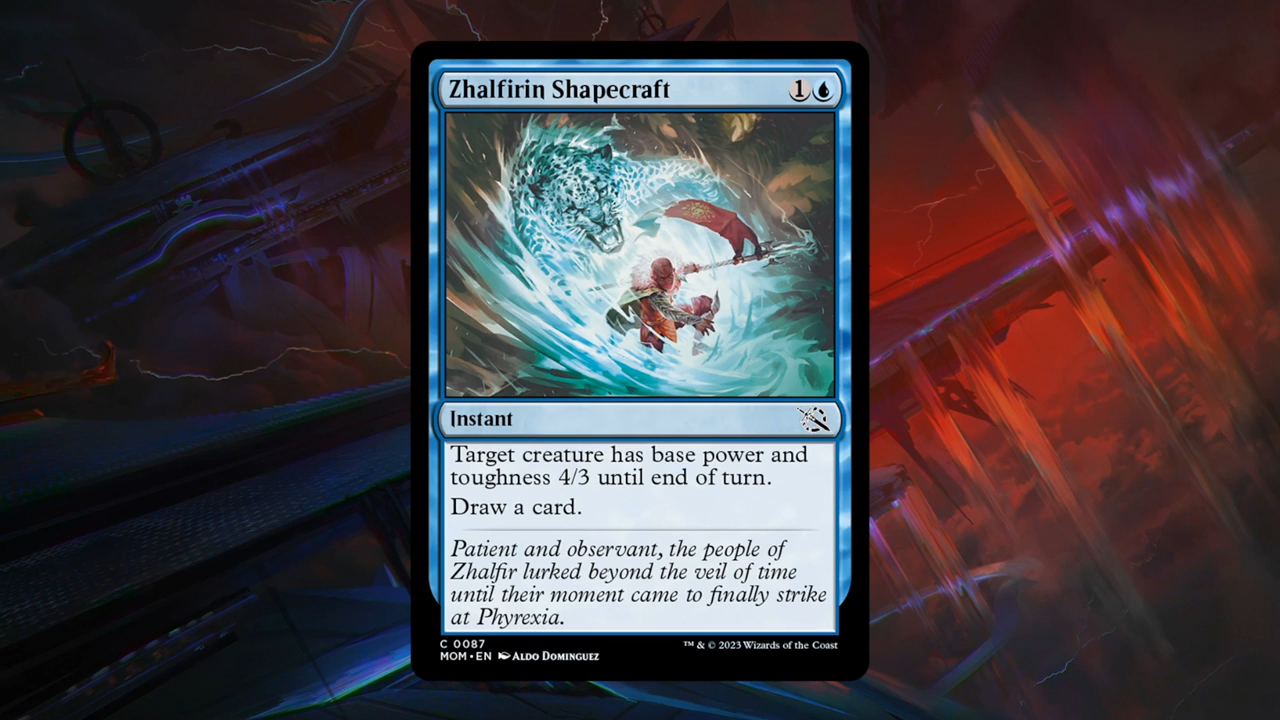 Zhalfirin Shapecraft 1
Instant
Target creature has base power and
toughness 4/3 until end of turn.
Draw a card.
Patient and observant, the people of
Zhalfir lurked beyond the veil of time
until their moment came to finally strike
at Phyrexia.
C 0087
MOM • EN ALDO DOMINGUEZ
™ & © 2023 Wizards of the Coast